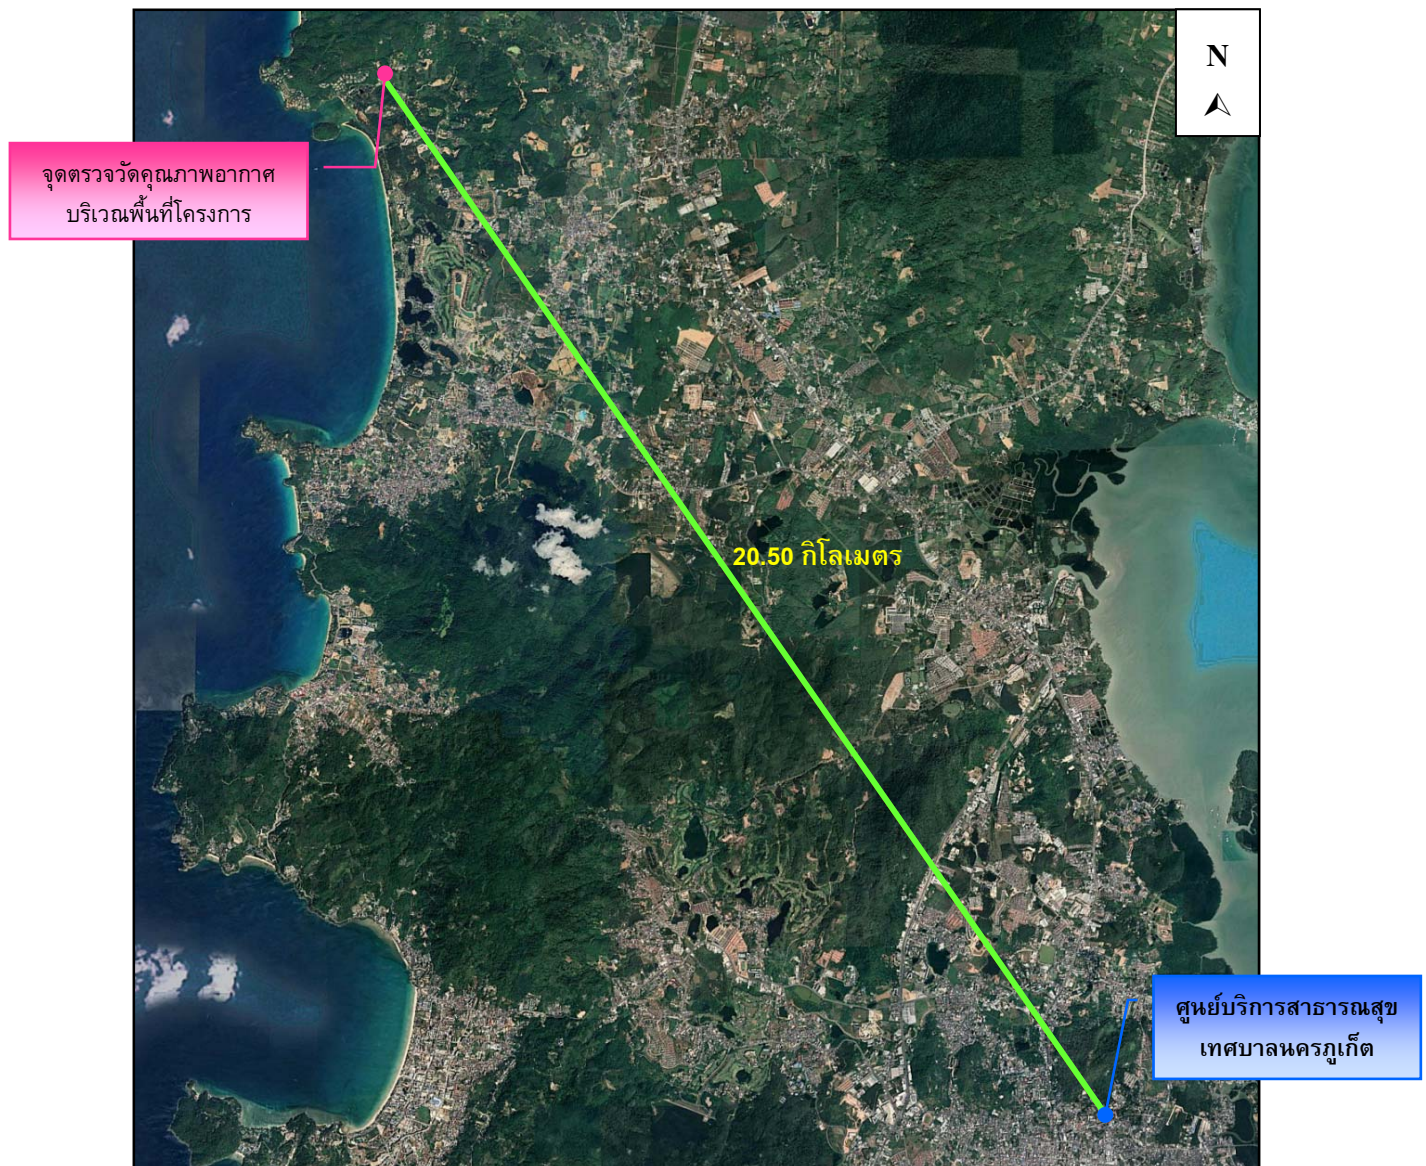 N
จุดตรวจวัดคุณภาพอากาศ
บริเวณพื้นที่โครงการ
20.50 กิโลเมตร
ศูนย์บริการสาธารณสุข
เทศบาลนครภูเก็ต